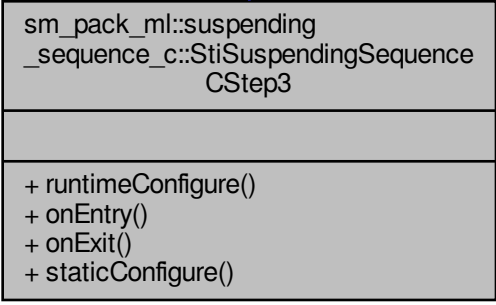 sm_pack_ml::suspending
_sequence_c::StiSuspendingSequence
CStep3
+ runtimeConfigure()
+ onEntry()
+ onExit()
+ staticConfigure()